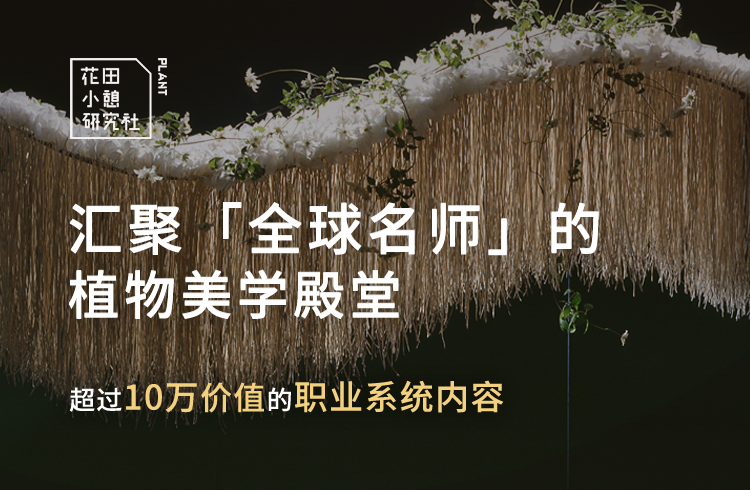 花田
小憩
研究社
PLANT
汇聚「全球名师」的
植物美学殿堂
超过10万价值的职业系统内容